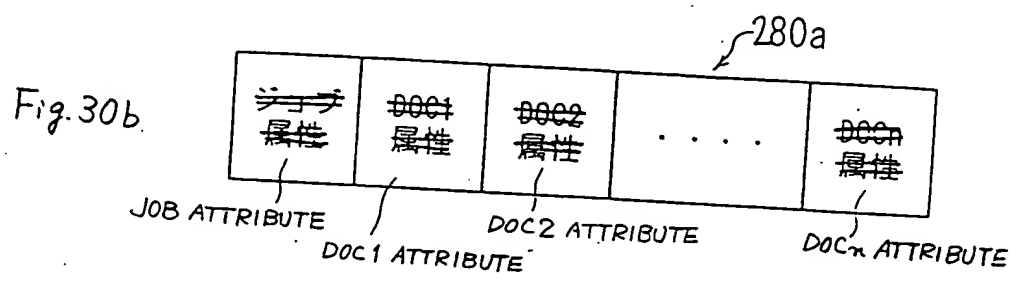 280a
Fig. 30b.
ジョブ
属性
DOC1
属性
DOC2
属性
. . . .
DOCn
属性
JOB ATTRIBUTE
DOC1 ATTRIBUTE
DOC2 ATTRIBUTE
DOCn ATTRIBUTE